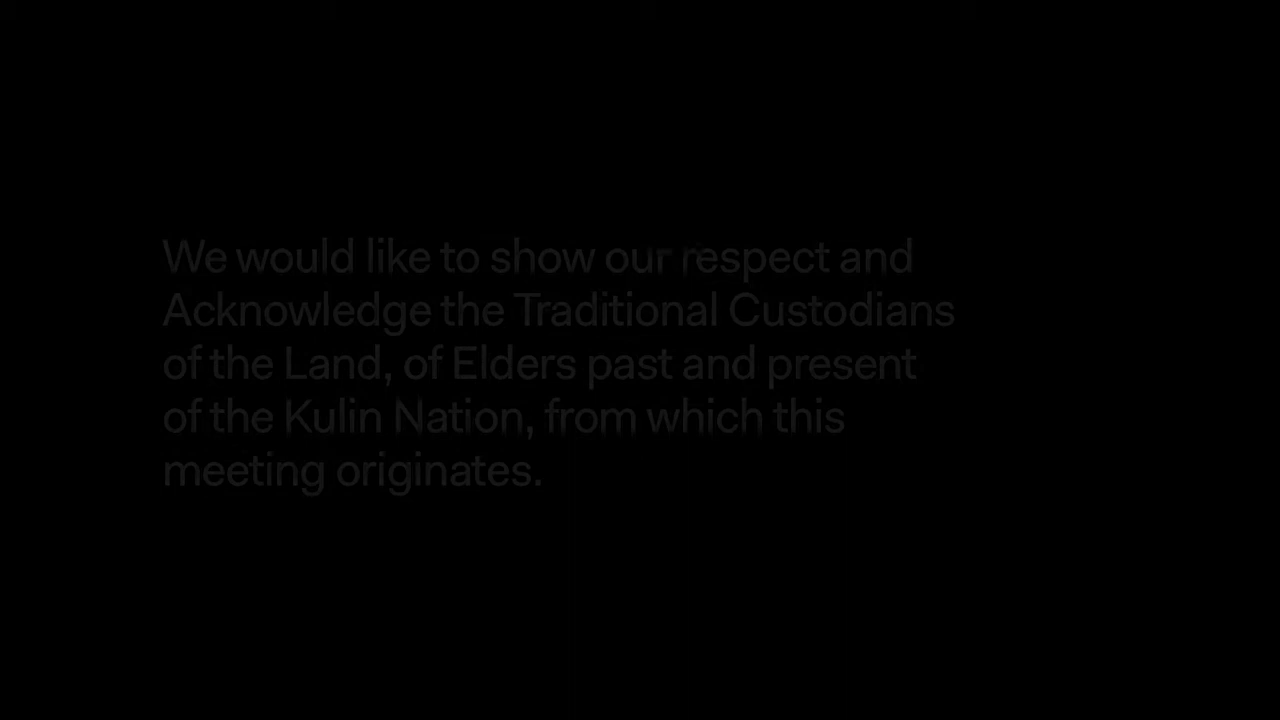 We would like to show our respect and
Acknowledge the Traditional Custodians
of the Land, of Elders past and present
of the Kulin Nation, from which this
meeting originates.